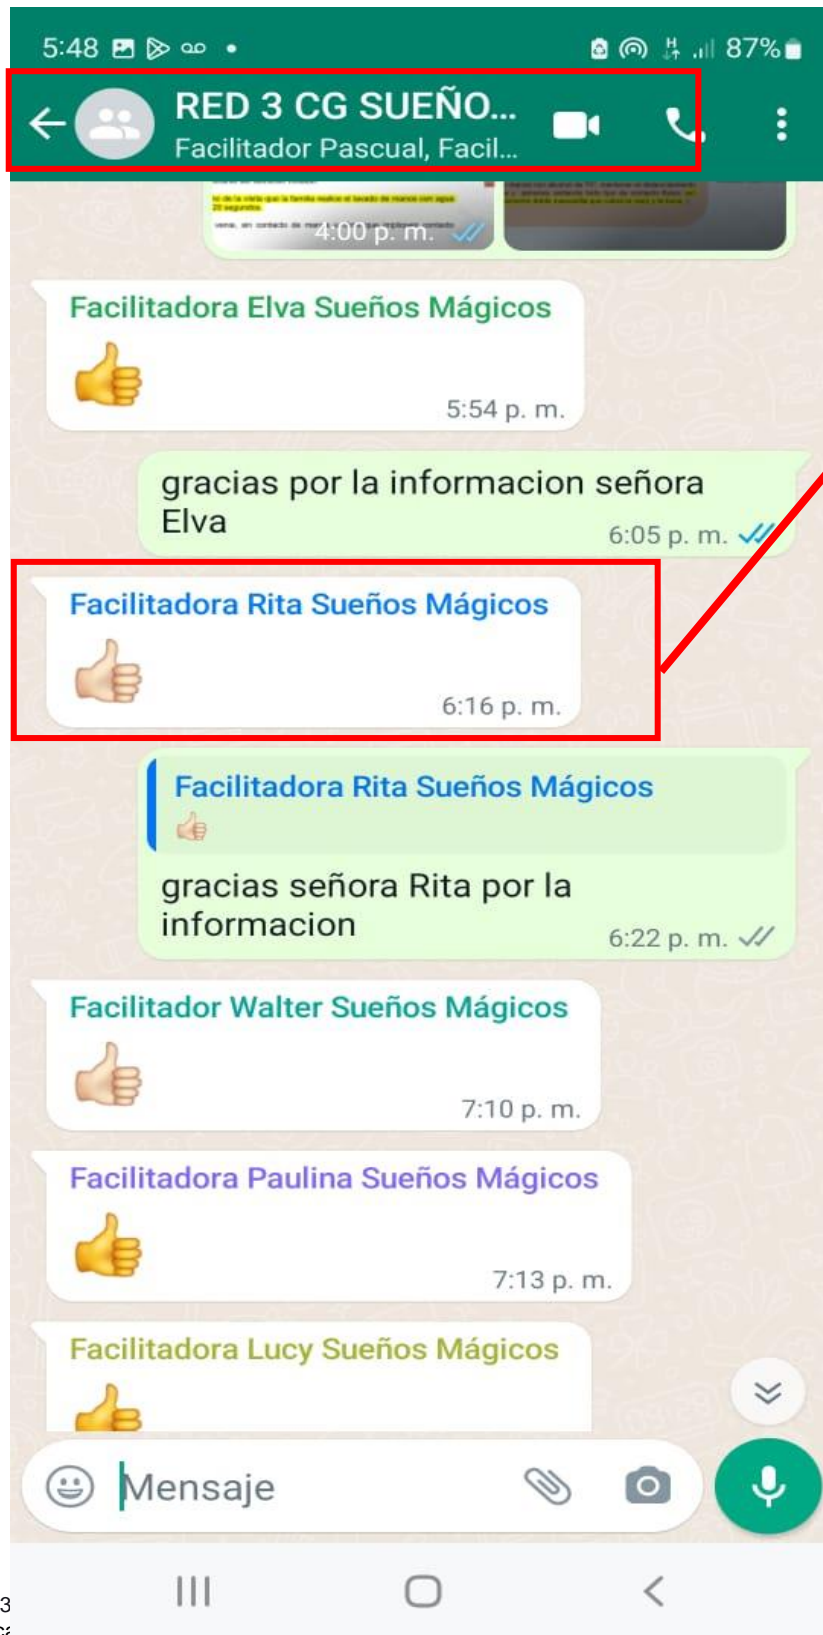 5:48
87%
RED 3 CG SUEÑO...
Facilitador Pascual, Facil...
20 segundos.
4:00 p. m.
Facilitadora Elva Sueños Mágicos
👍
5:54 p. m.
gracias por la informacion señora
Elva
6:05 p. m.
Facilitadora Rita Sueños Mágicos
👍🏻
6:16 p. m.
Facilitadora Rita Sueños Mágicos
👍🏻
gracias señora Rita por la
informacion
6:22 p. m.
Facilitador Walter Sueños Mágicos
👍🏻
7:10 p. m.
Facilitadora Paulina Sueños Mágicos
👍
7:13 p. m.
Facilitadora Lucy Sueños Mágicos
👍
Mensaje
3